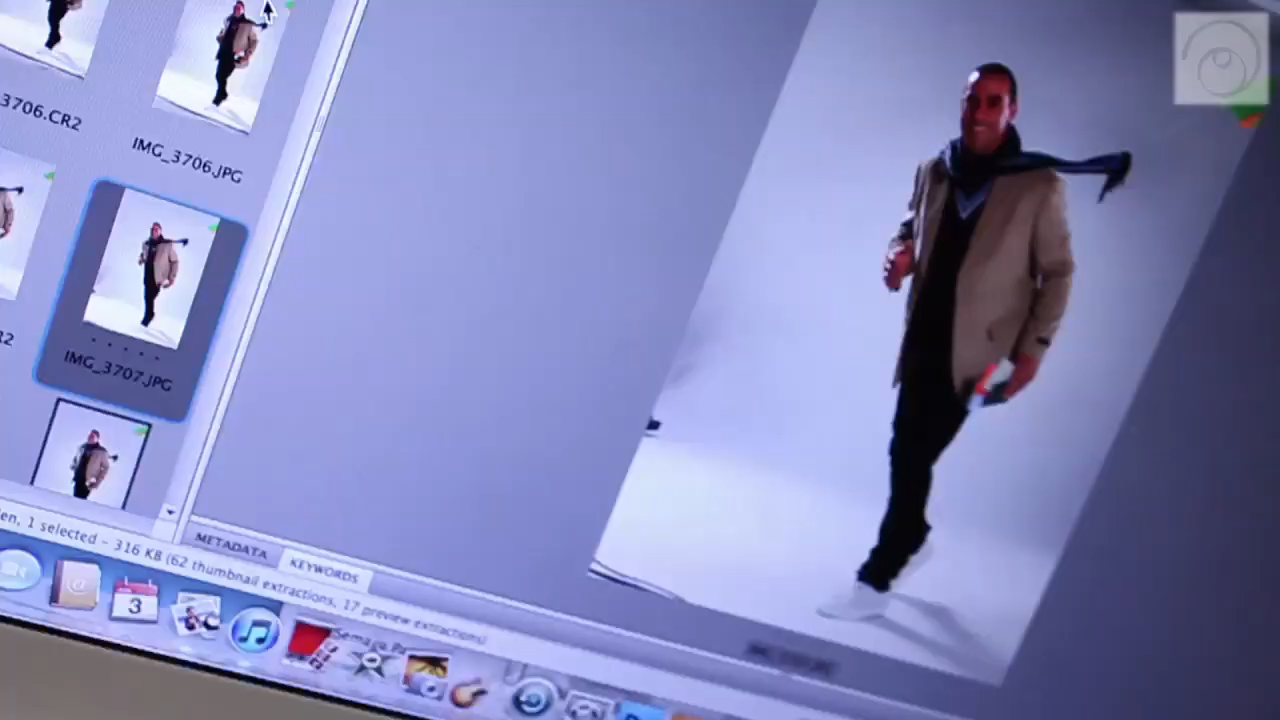 3706.CR2
IMG_3706.JPG
R2
IMG_3707.JPG
en, 1 selected - 316 KB (62 thumbnail extractions, 17 preview extractions)
METADATA
KEYWORDS
3